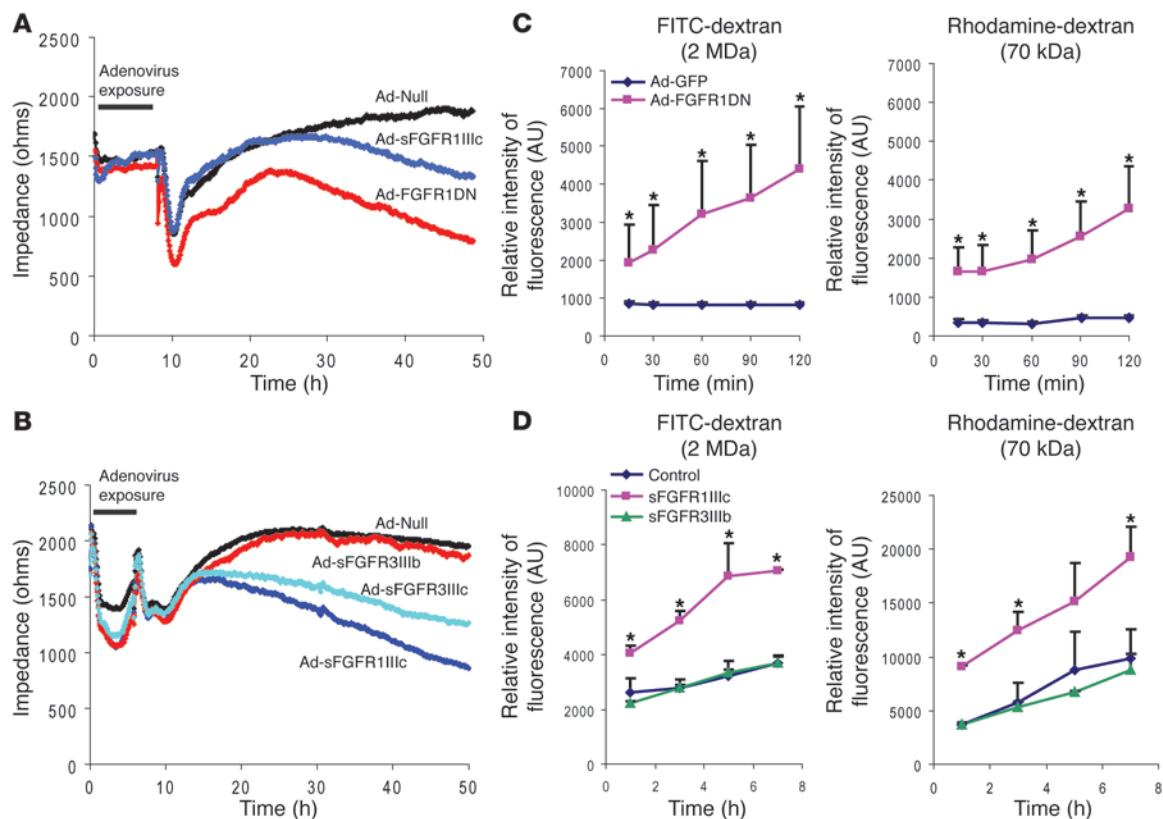 A
Impedance (ohms)
2500
2000
1500
1000
500
0
Adenovirus
exposure
Ad-Null
Ad-sFGFR1IIIc
Ad-FGFR1DN
0 10 20 30 40 50
Time (h)
B
Impedance (ohms)
2500
2000
1500
1000
500
0
Adenovirus
exposure
Ad-Null
Ad-sFGFR3IIIb
Ad-sFGFR3IIIc
Ad-sFGFR1IIIc
0 10 20 30 40 50
Time (h)
C
FITC-dextran
(2 MDa)
Relative intensity of
fluorescence (AU)
7000
6000
5000
4000
3000
2000
1000
0
Ad-GFP
Ad-FGFR1DN
* * * * *
0 30 60 90 120
Time (min)
Rhodamine-dextran
(70 kDa)
Relative intensity of
fluorescence (AU)
7000
6000
5000
4000
3000
2000
1000
0
* * * * *
0 30 60 90 120
Time (min)
D
FITC-dextran
(2 MDa)
Relative intensity of
fluorescence (AU)
10000
8000
6000
4000
2000
0
Control
sFGFR1IIIc
sFGFR3IIIb
* * * *
0 2 4 6 8
Time (h)
Rhodamine-dextran
(70 kDa)
Relative intensity of
fluorescence (AU)
25000
20000
15000
10000
5000
0
* * *
0 2 4 6 8
Time (h)